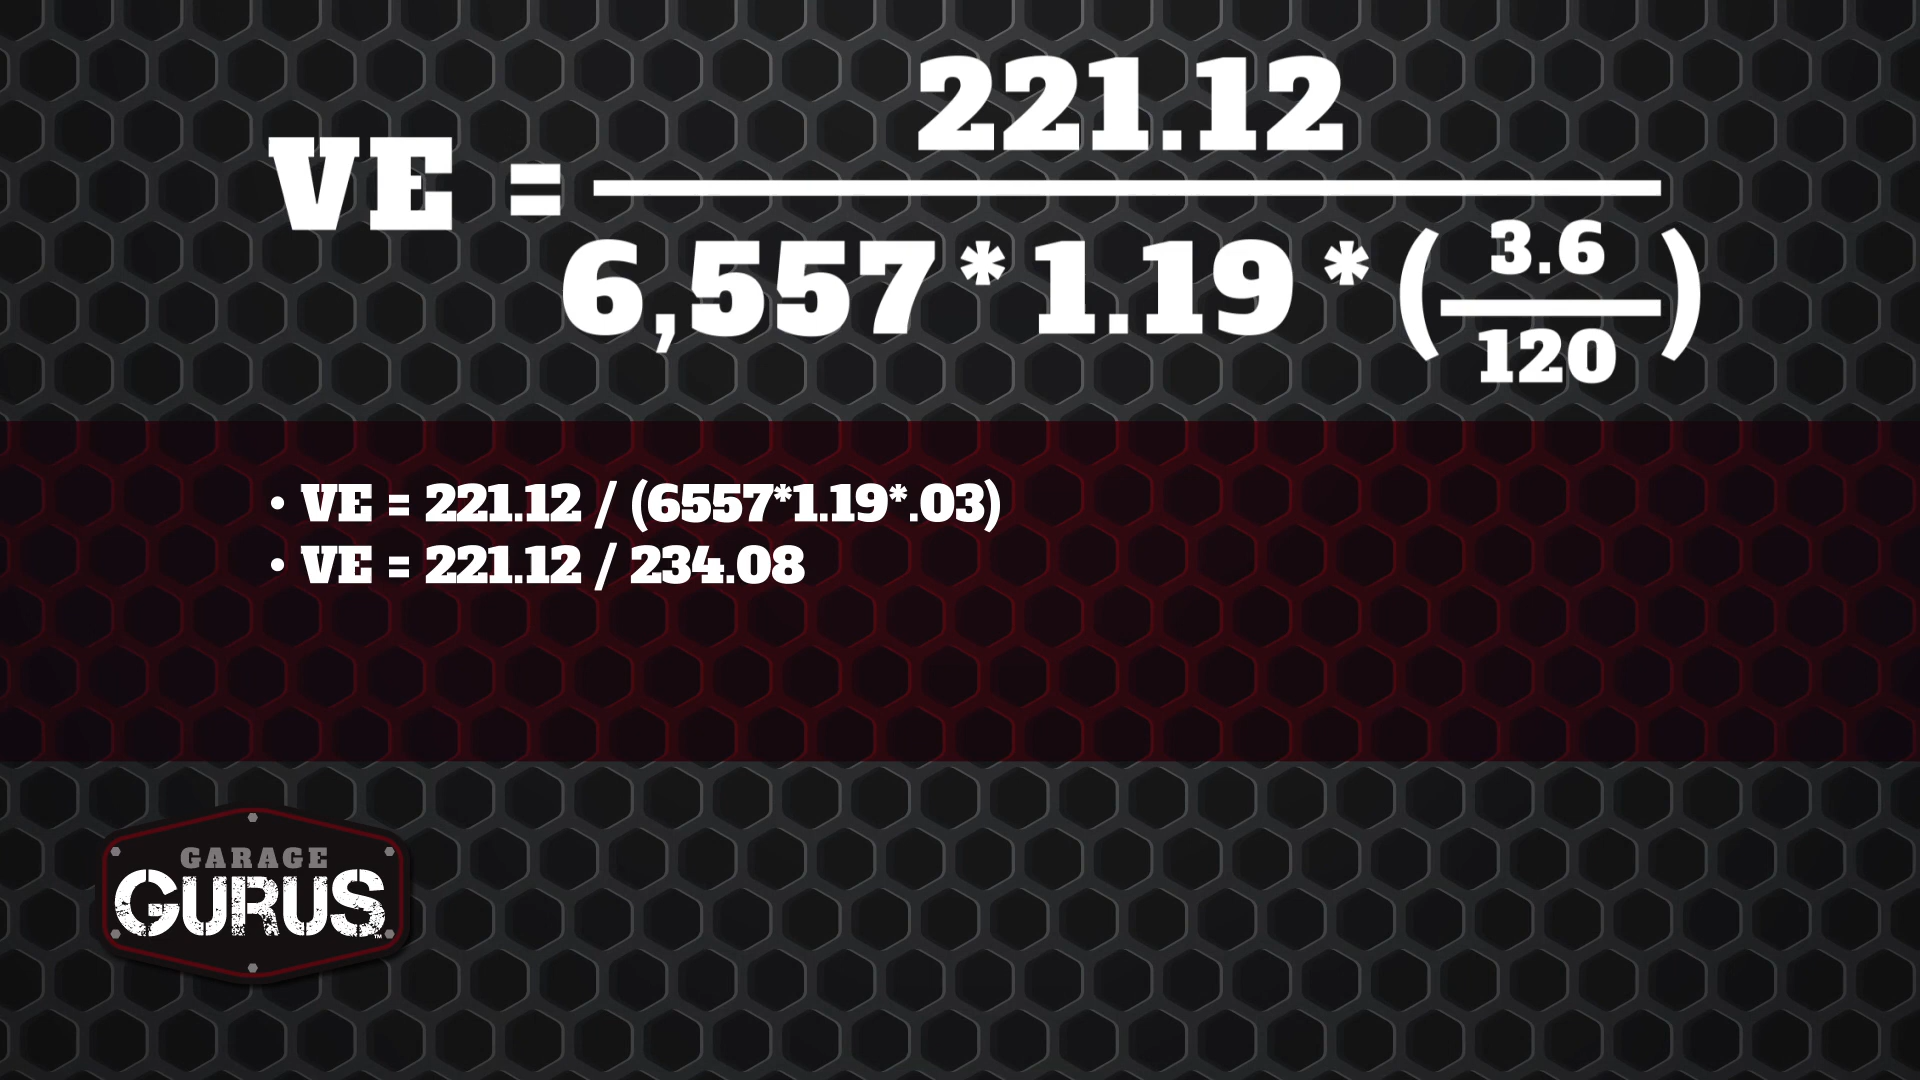 221.12
VE =
6,557 * 1.19 * ( 3.6 )
120
• VE = 221.12 / (6557*1.19*.03)
• VE = 221.12 / 234.08
GARAGE
GURUS™